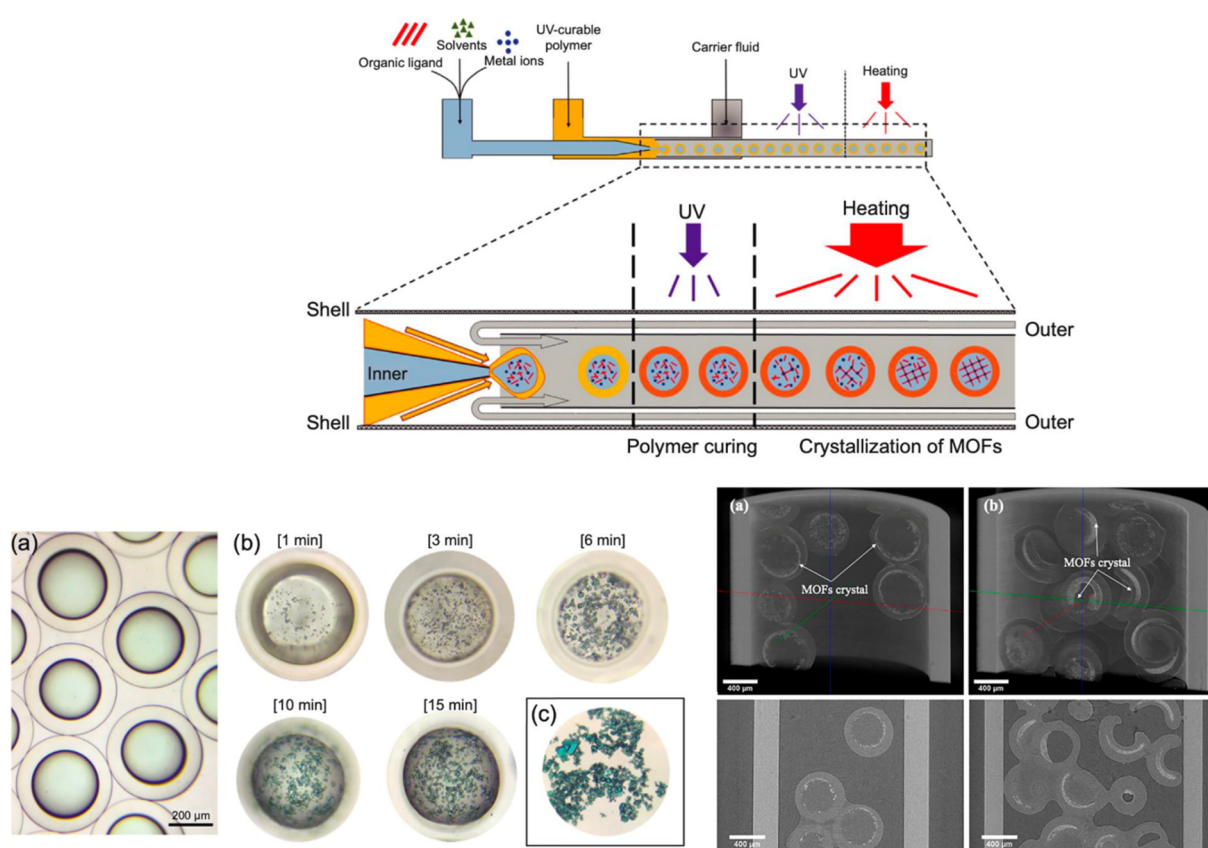 Organic ligand
Solvents
Metal ions
UV-curable
polymer
Carrier fluid
UV
Heating
UV
Heating
Shell
Outer
Inner
Shell
Outer
Polymer curing
Crystallization of MOFs
(a)
200 µm
(b)
[1 min]
[3 min]
[6 min]
[10 min]
[15 min]
(c)
(a)
MOFs crystal
400 µm
(b)
MOFs crystal
400 µm
400 µm
400 µm